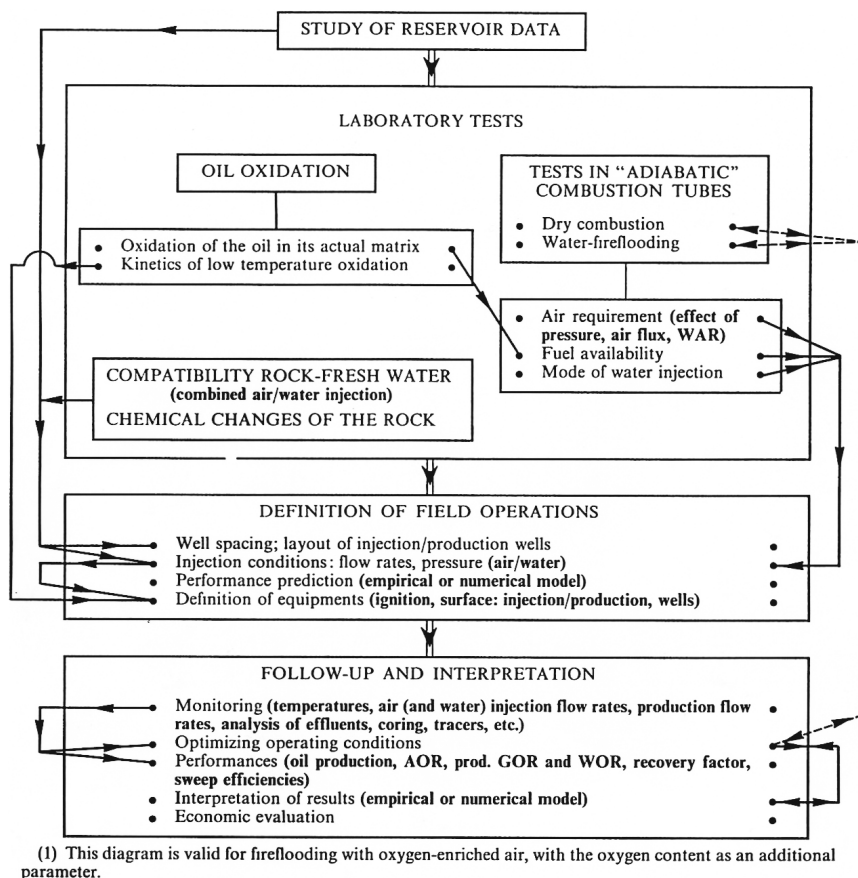 STUDY OF RESERVOIR DATA
LABORATORY TESTS
OIL OXIDATION
• Oxidation of the oil in its actual matrix
• Kinetics of low temperature oxidation
TESTS IN “ADIABATIC”
COMBUSTION TUBES
• Dry combustion
• Water-fireflooding
• Air requirement (effect of
pressure, air flux, WAR)
• Fuel availability
• Mode of water injection
COMPATIBILITY ROCK-FRESH WATER
(combined air/water injection)
CHEMICAL CHANGES OF THE ROCK
DEFINITION OF FIELD OPERATIONS
• Well spacing; layout of injection/production wells
• Injection conditions: flow rates, pressure (air/water)
• Performance prediction (empirical or numerical model)
• Definition of equipments (ignition, surface: injection/production, wells)
FOLLOW-UP AND INTERPRETATION
• Monitoring (temperatures, air (and water) injection flow rates, production flow
rates, analysis of effluents, coring, tracers, etc.)
• Optimizing operating conditions
• Performances (oil production, AOR, prod. GOR and WOR, recovery factor,
sweep efficiencies)
• Interpretation of results (empirical or numerical model)
• Economic evaluation
(1) This diagram is valid for fireflooding with oxygen-enriched air, with the oxygen content as an additional
parameter.